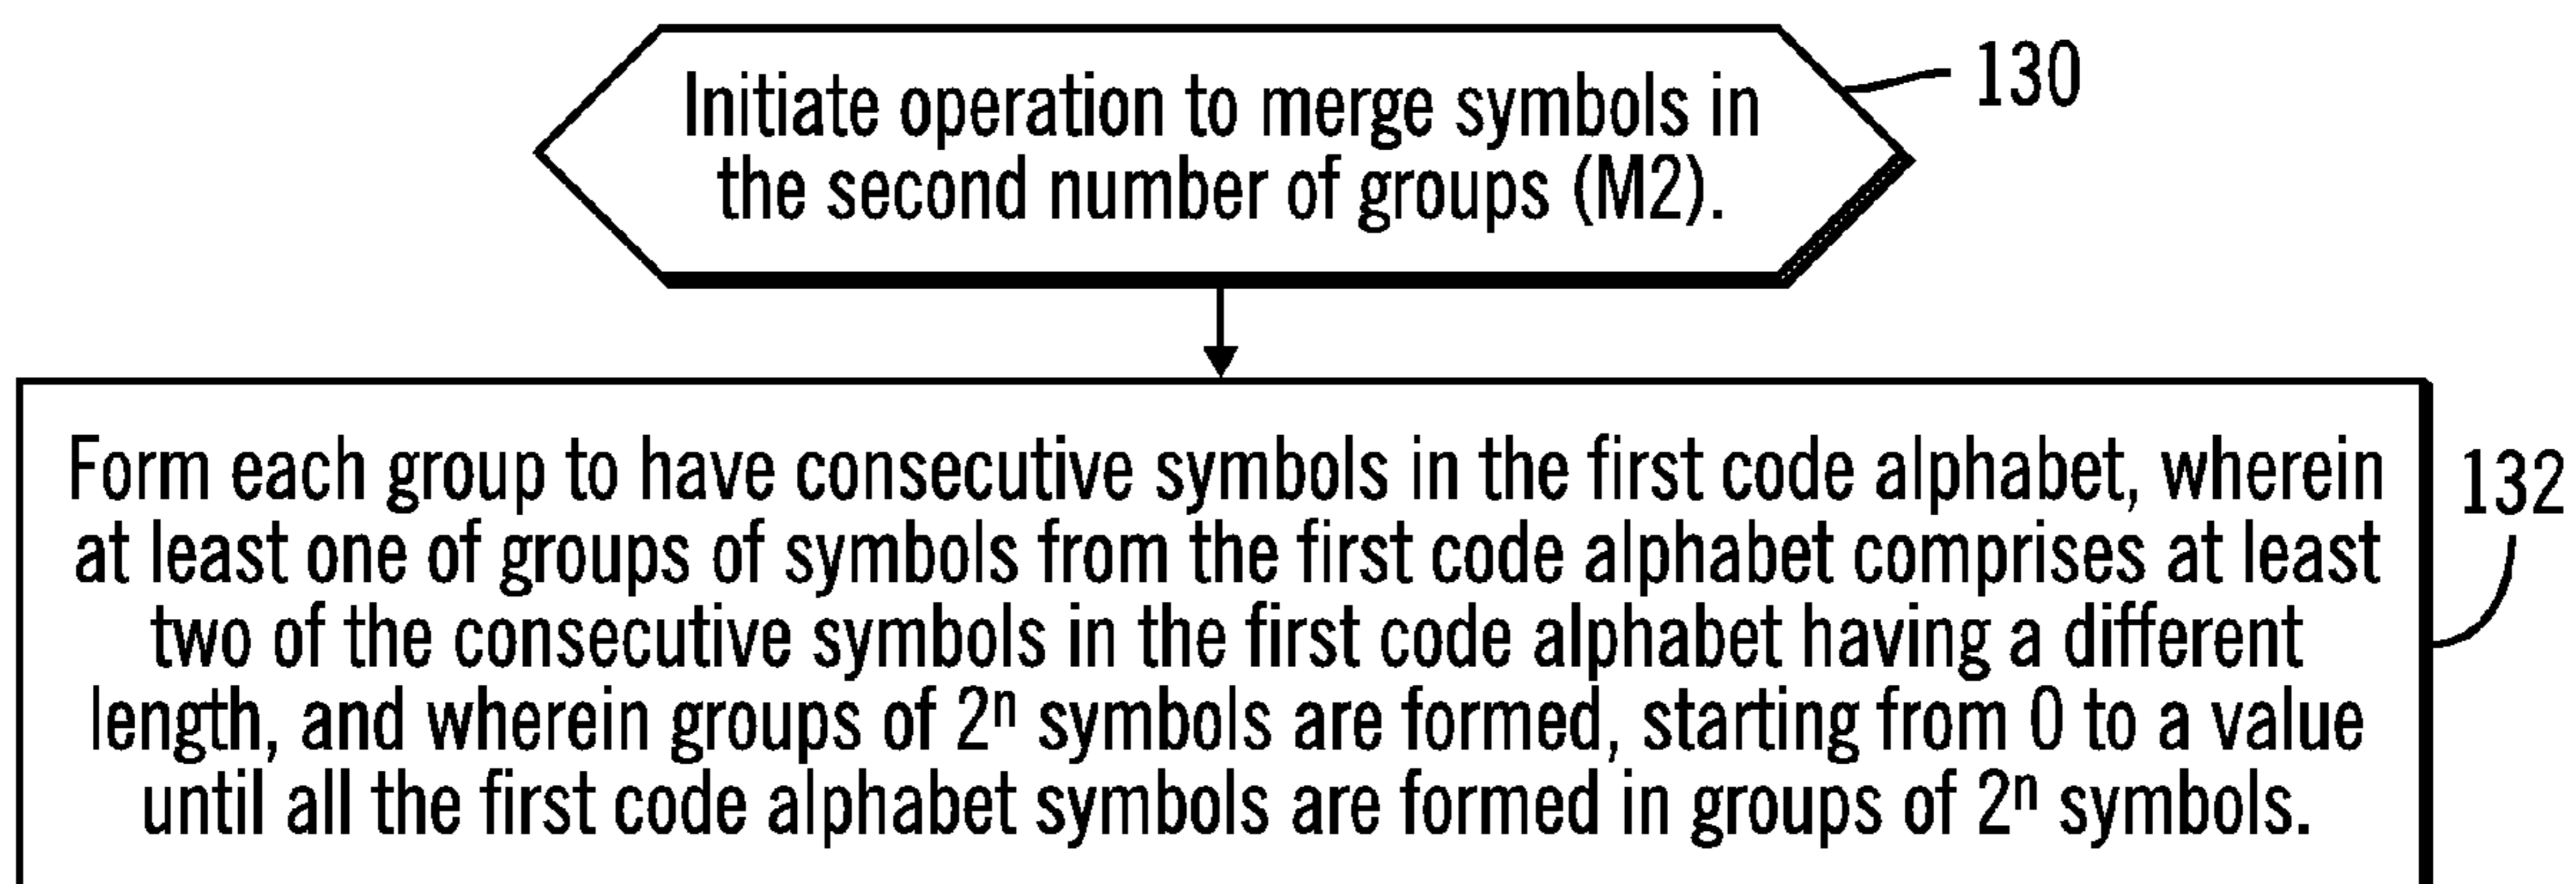 Initiate operation to merge symbols in
the second number of groups (M2).
130
Form each group to have consecutive symbols in the first code alphabet, wherein
at least one of groups of symbols from the first code alphabet comprises at least
two of the consecutive symbols in the first code alphabet having a different
length, and wherein groups of 2ⁿ symbols are formed, starting from 0 to a value
until all the first code alphabet symbols are formed in groups of 2ⁿ symbols.
132